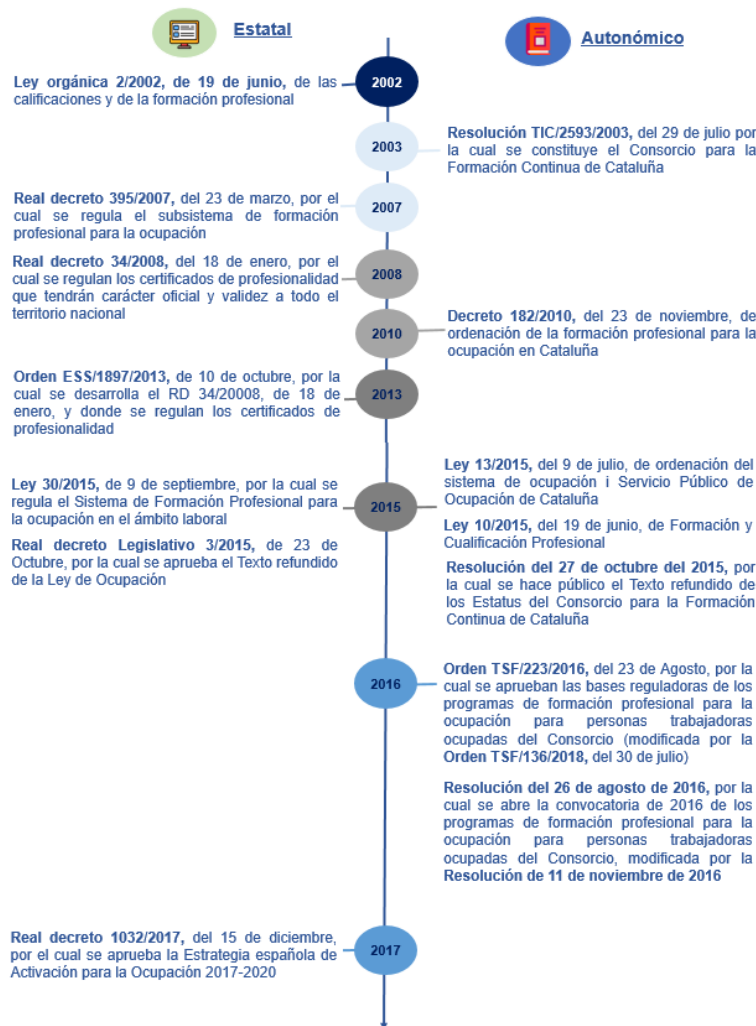 Estatal
Autonómico
2002
Ley orgánica 2/2002, de 19 de junio, de las
calificaciones y de la formación profesional
2003
Resolución TIC/2593/2003, del 29 de julio por
la cual se constituye el Consorcio para la
Formación Continua de Cataluña
2007
Real decreto 395/2007, del 23 de marzo, por el
cual se regula el subsistema de formación
profesional para la ocupación
2008
Real decreto 34/2008, del 18 de enero, por el
cual se regulan los certificados de profesionalidad
que tendrán carácter oficial y validez a todo el
territorio nacional
2010
Decreto 182/2010, del 23 de noviembre, de
ordenación de la formación profesional para la
ocupación en Cataluña
2013
Orden ESS/1897/2013, de 10 de octubre, por la
cual se desarrolla el RD 34/20008, de 18 de
enero, y donde se regulan los certificados de
profesionalidad
2015
Ley 30/2015, de 9 de septiembre, por la cual se
regula el Sistema de Formación Profesional para
la ocupación en el ámbito laboral
Real decreto Legislativo 3/2015, de 23 de
Octubre, por la cual se aprueba el Texto refundido
de la Ley de Ocupación
Ley 13/2015, del 9 de julio, de ordenación del
sistema de ocupación i Servicio Público de
Ocupación de Cataluña
Ley 10/2015, del 19 de junio, de Formación y
Cualificación Profesional
Resolución del 27 de octubre del 2015, por
la cual se hace público el Texto refundido de
los Estatus del Consorcio para la Formación
Continua de Cataluña
2016
Orden TSF/223/2016, del 23 de Agosto, por la
cual se aprueban las bases reguladoras de los
programas de formación profesional para la
ocupación para personas trabajadoras
ocupadas del Consorcio (modificada por la
Orden TSF/136/2018, del 30 de julio)
Resolución del 26 de agosto de 2016, por la
cual se abre la convocatoria de 2016 de los
programas de formación profesional para la
ocupación para personas trabajadoras
ocupadas del Consorcio, modificada por la
Resolución de 11 de noviembre de 2016
2017
Real decreto 1032/2017, del 15 de diciembre,
por el cual se aprueba la Estrategia española de
Activación para la Ocupación 2017-2020